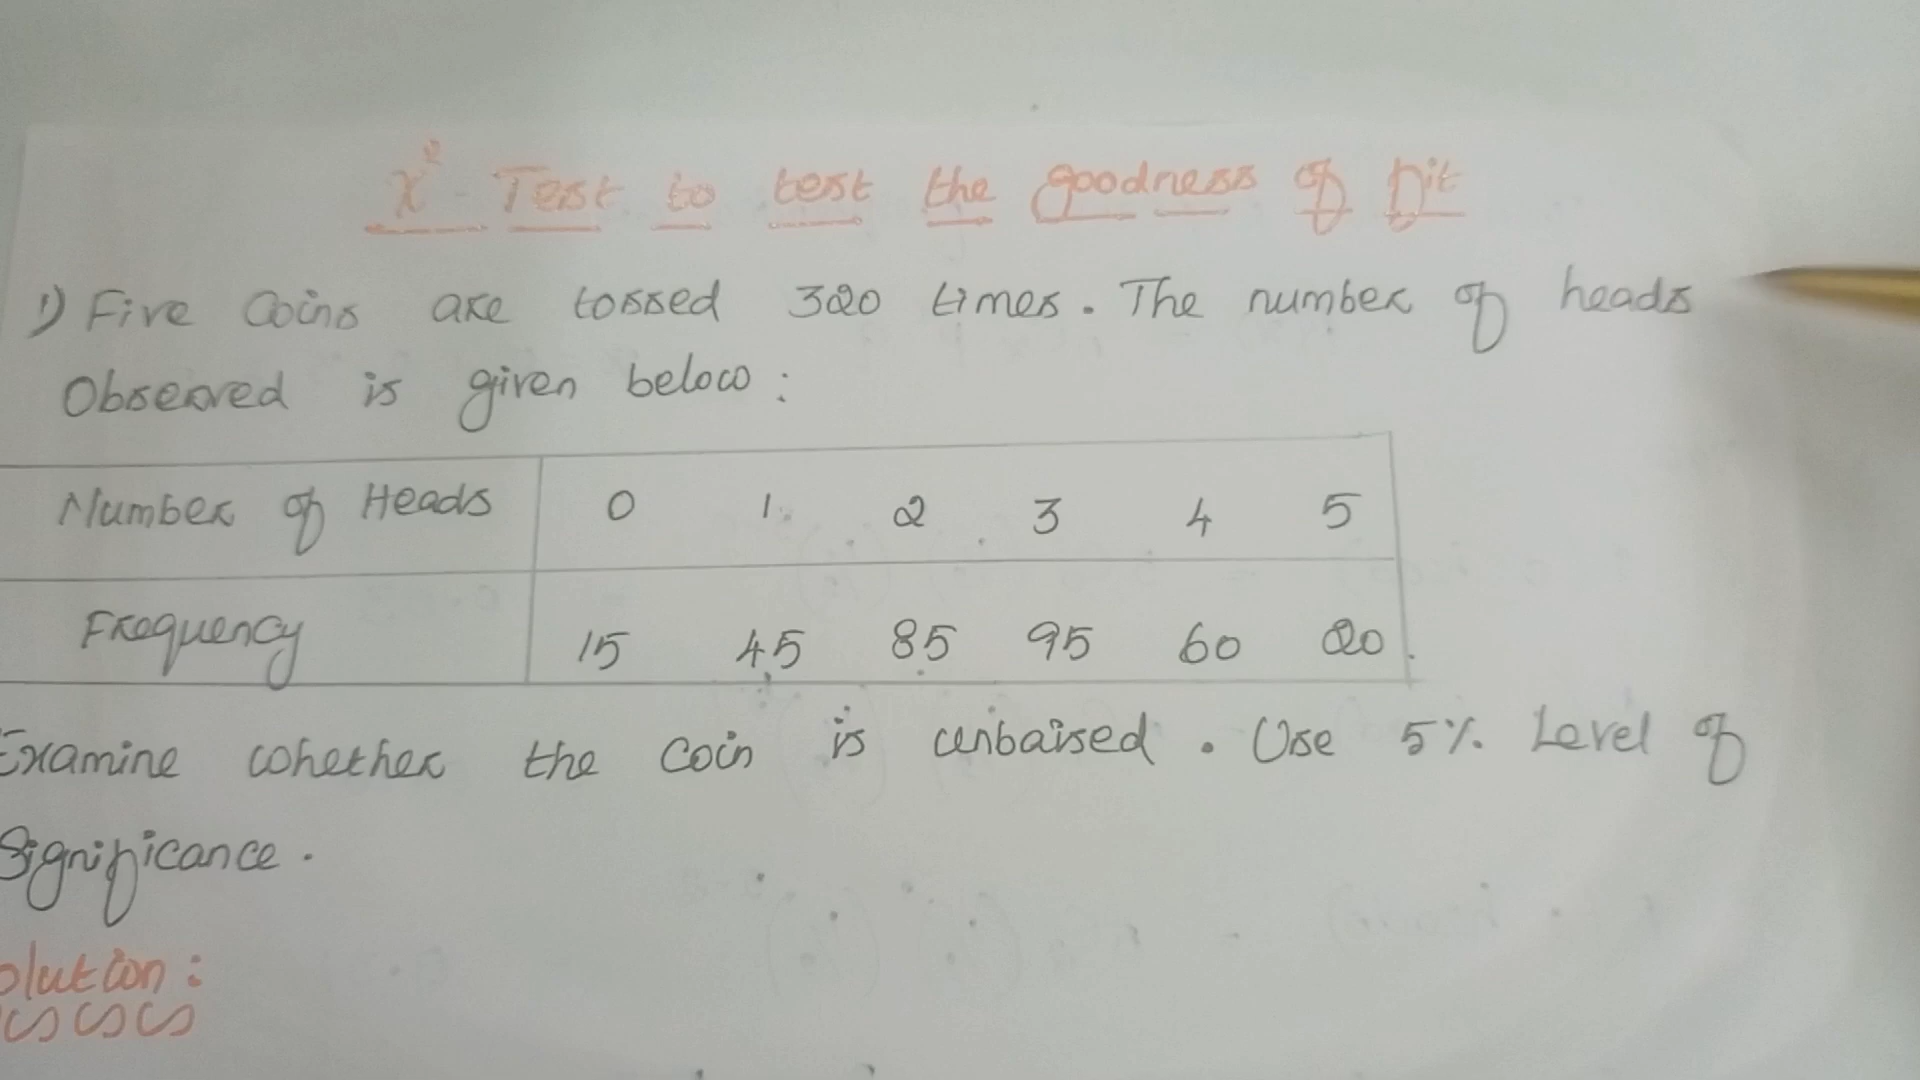 χ² - Test to test the goodness of fit
1) Five Coins are tossed 320 times. The number of heads
Observed is given below:
Number of Heads 0 1 2 3 4 5
Frequency 15 45 85 95 60 20.
Examine whether the coin is unbaised. Use 5% Level of
Significance.
olution: